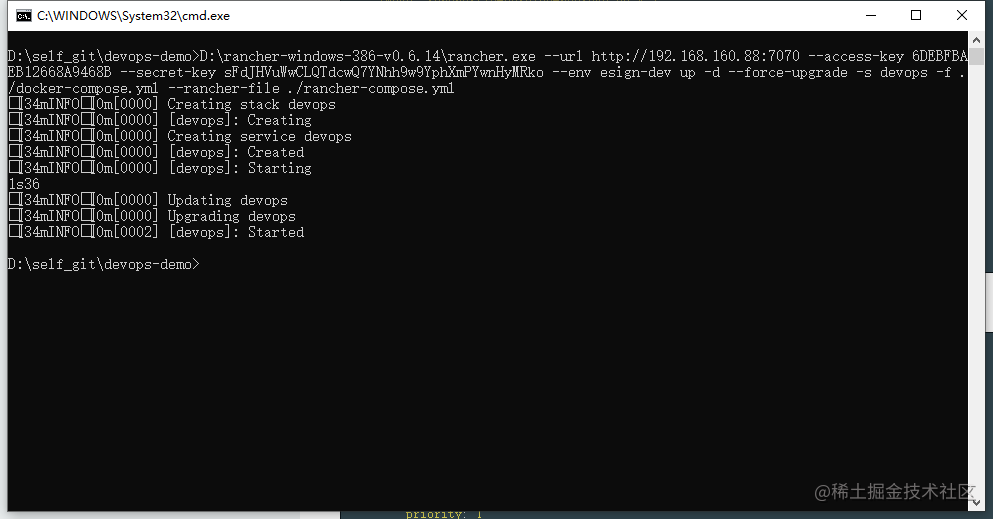 C:\WINDOWS\System32\cmd.exe
D:\self_git\devops-demo>D:\rancher-windows-386-v0.6.14\rancher.exe --url http://192.168.160.88:7070 --access-key 6DEBFBA
EB12668A9468B --secret-key sFdJHVuWwCLQTdcwQ7YNhh9w9YphXmPYwnHyMRko --env esign-dev up -d --force-upgrade -s devops -f .
/docker-compose.yml --rancher-file ./rancher-compose.yml
[34mINFO[0m[0000] Creating stack devops
[34mINFO[0m[0000] [devops]: Creating
[34mINFO[0m[0000] Creating service devops
[34mINFO[0m[0000] [devops]: Created
[34mINFO[0m[0000] [devops]: Starting
1s36
[34mINFO[0m[0000] Updating devops
[34mINFO[0m[0000] Upgrading devops
[34mINFO[0m[0002] [devops]: Started
D:\self_git\devops-demo>
@稀土掘金技术社区
priority: 1